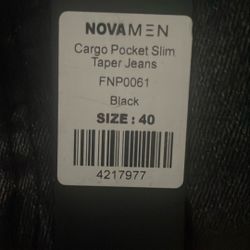 NOVAMEN
Cargo Pocket Slim
Taper Jeans
FNP0061
Black
SIZE : 40
4217977